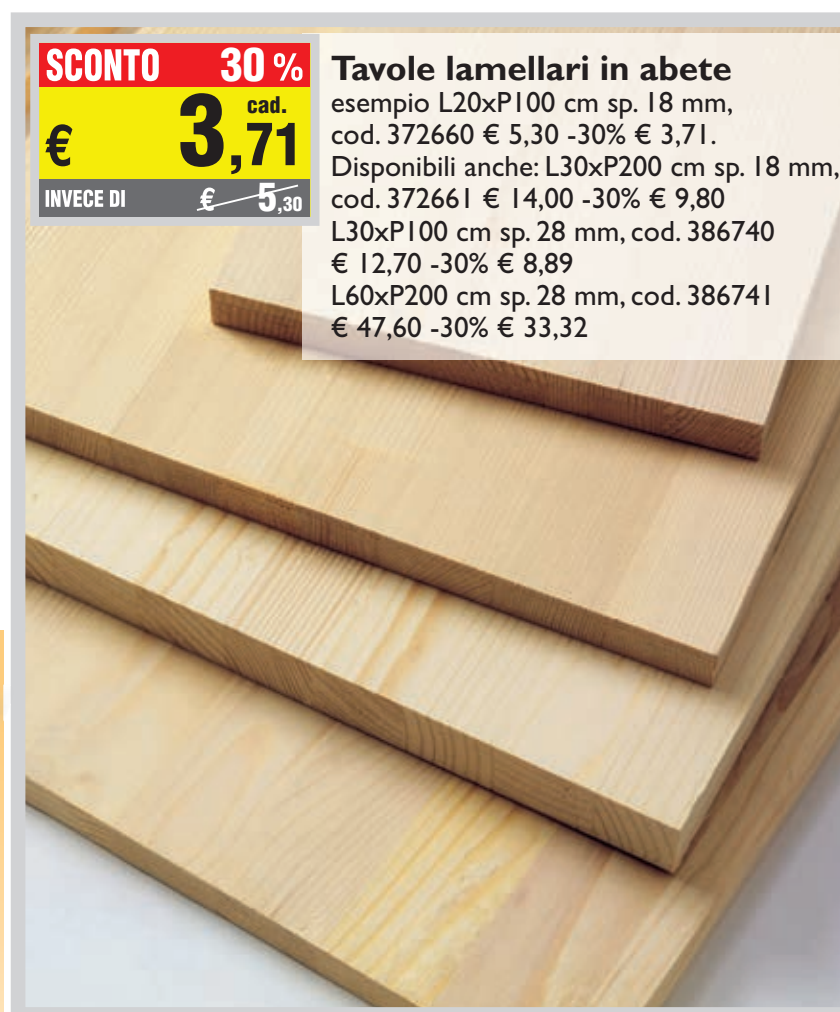 SCONTO 30 %
cad.
€ 3,71
INVECE DI € 5,30
Tavole lamellari in abete
esempio L20xP100 cm sp. 18 mm,
cod. 372660 € 5,30 -30% € 3,71.
Disponibili anche: L30xP200 cm sp. 18 mm,
cod. 372661 € 14,00 -30% € 9,80
L30xP100 cm sp. 28 mm, cod. 386740
€ 12,70 -30% € 8,89
L60xP200 cm sp. 28 mm, cod. 386741
€ 47,60 -30% € 33,32